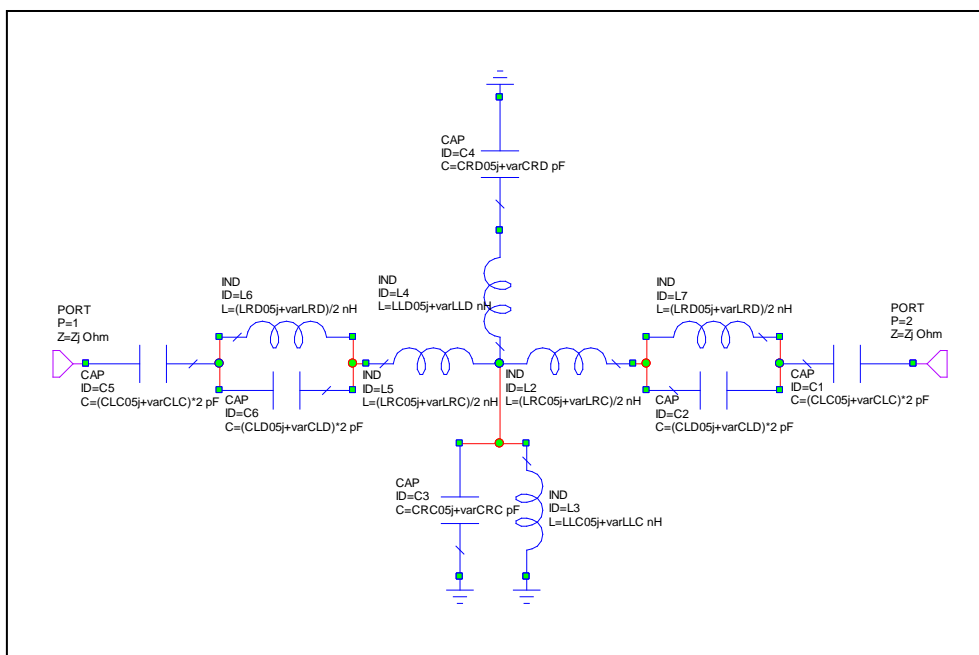 CAP
ID=C4
C=CRD05j+varCRD pF
IND
ID=L4
L=LLD05j+varLLD nH
PORT
P=1
Z=Zj Ohm
IND
ID=L6
L=(LRD05j+varLRD)/2 nH
IND
ID=L7
L=(LRD05j+varLRD)/2 nH
PORT
P=2
Z=Zj Ohm
CAP
ID=C5
C=(CLC05j+varCLC)*2 pF
CAP
ID=C6
C=(CLD05j+varCLD)*2 pF
IND
ID=L5
L=(LRC05j+varLRC)/2 nH
IND
ID=L2
L=(LRC05j+varLRC)/2 nH
CAP
ID=C2
C=(CLD05j+varCLD)*2 pF
CAP
ID=C1
C=(CLC05j+varCLC)*2 pF
CAP
ID=C3
C=CRC05j+varCRC pF
IND
ID=L3
L=LLC05j+varLLC nH